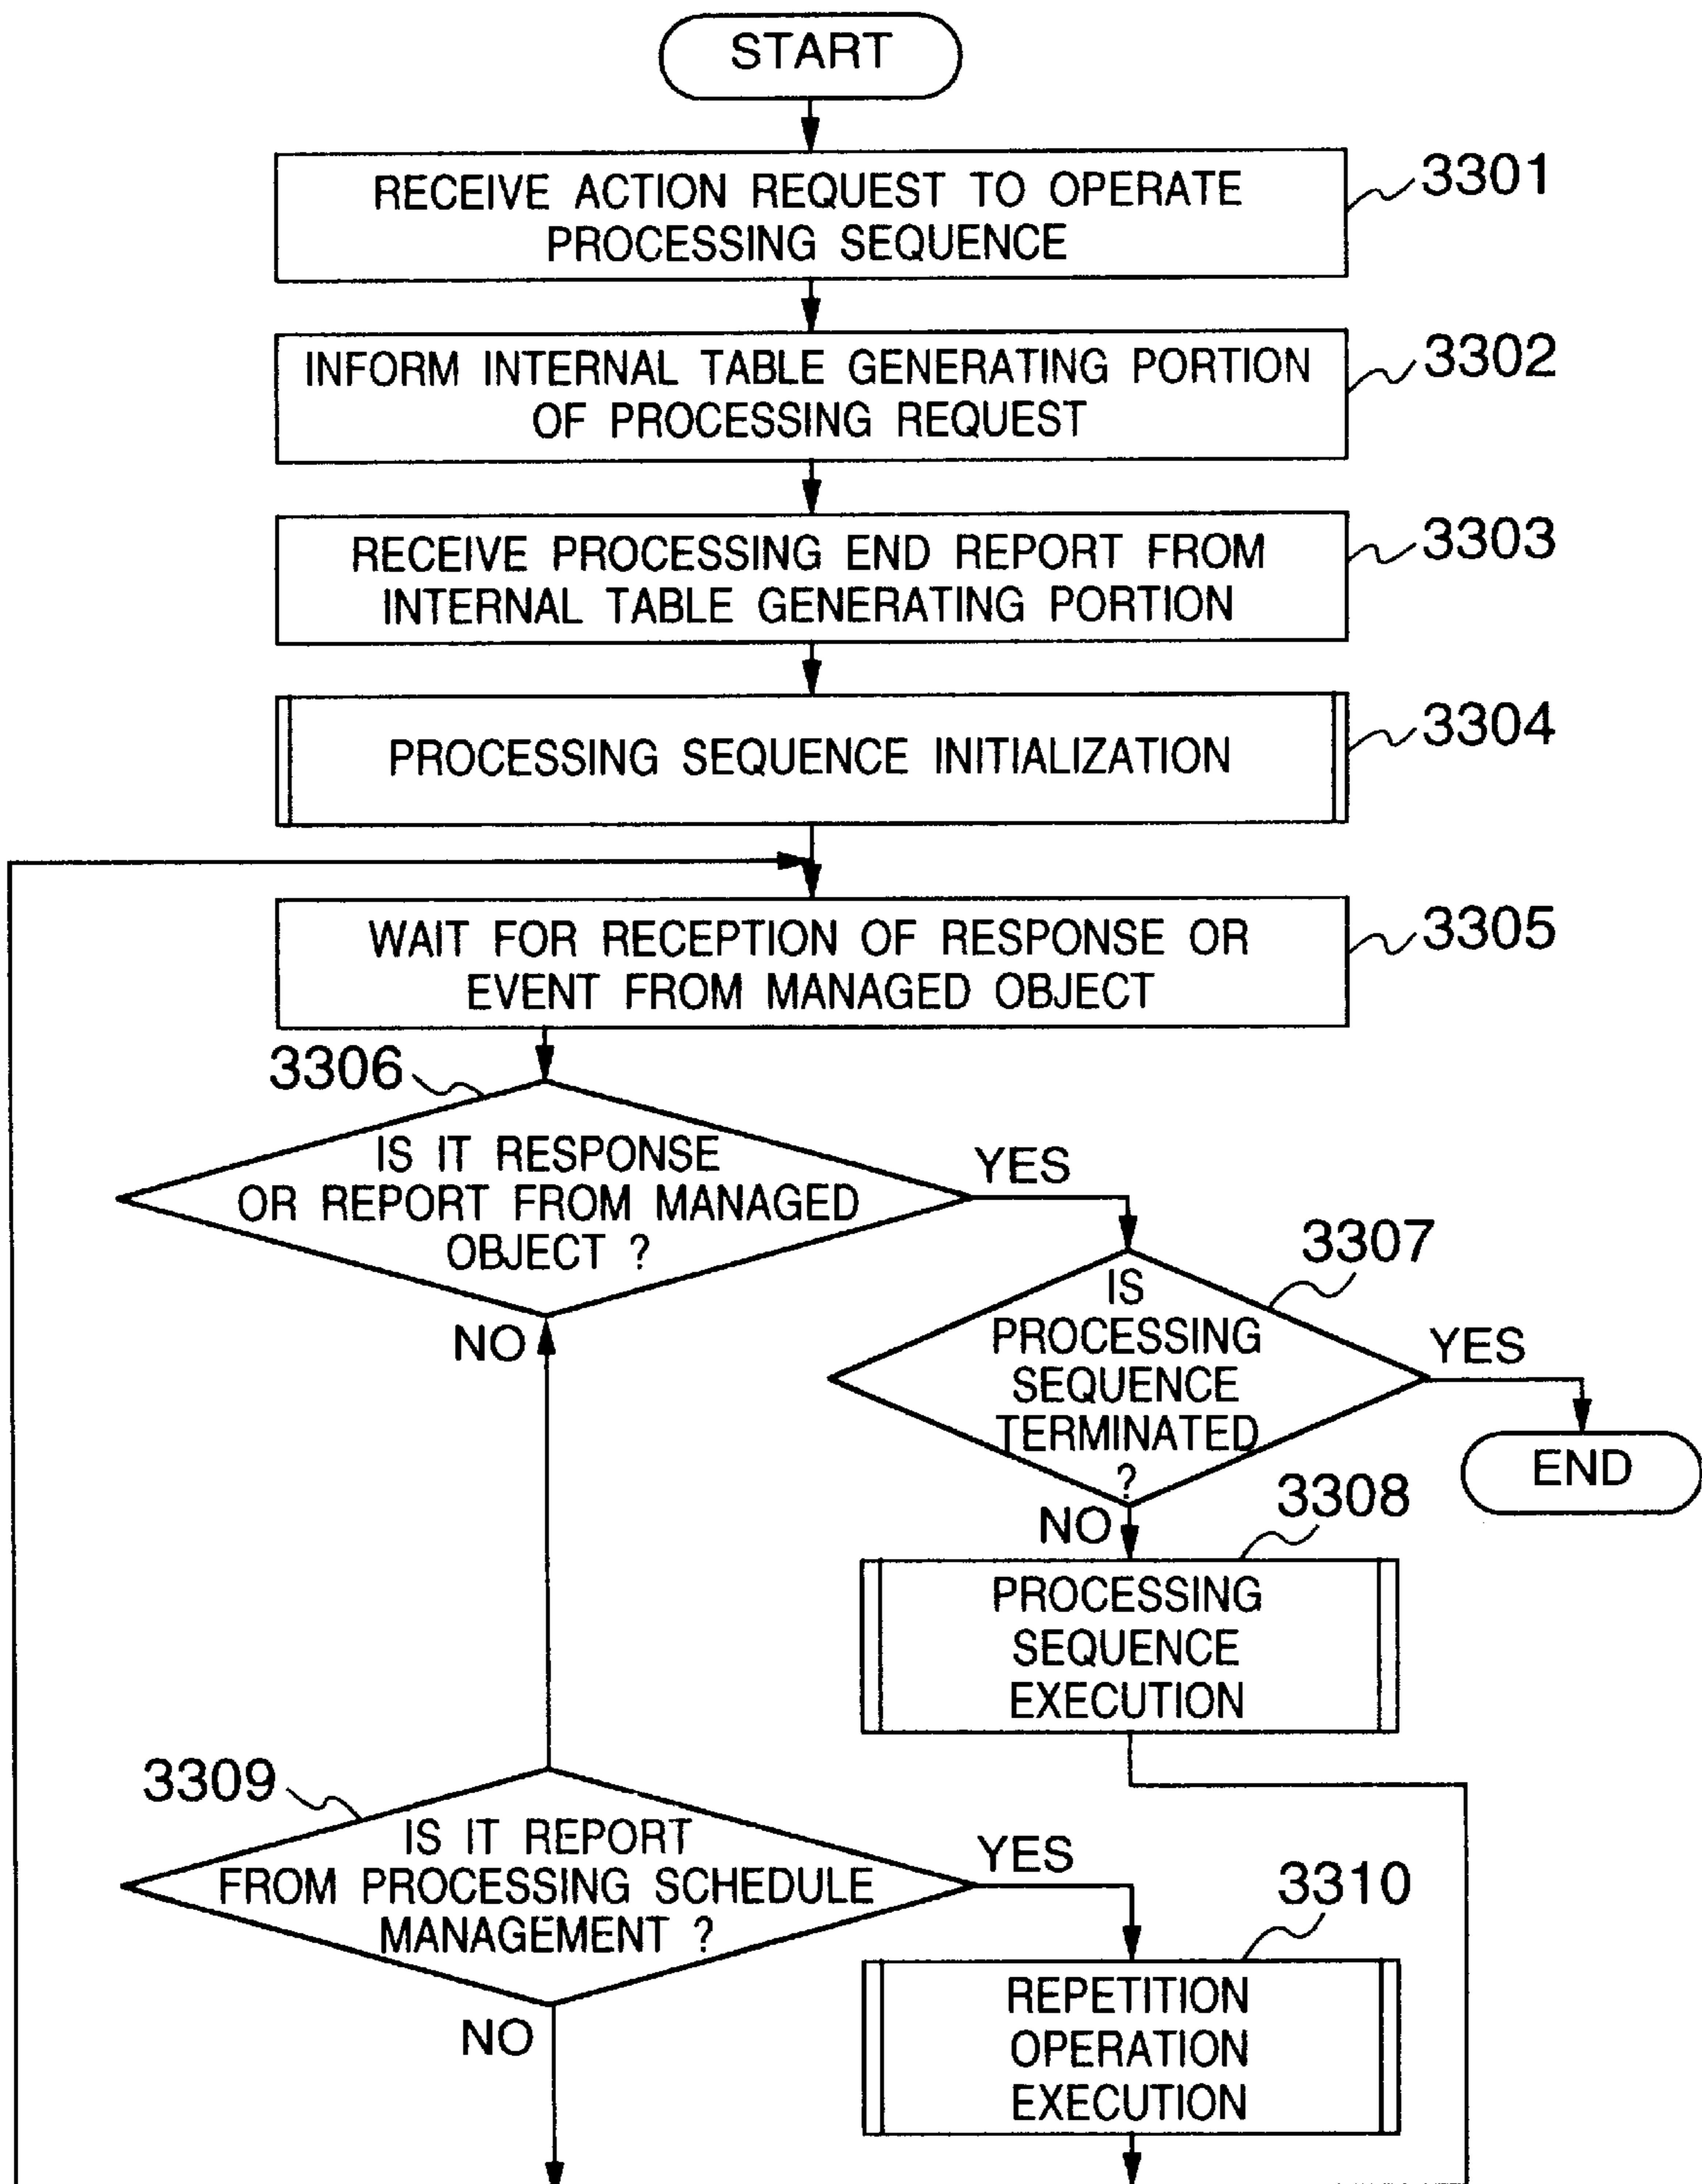 START
RECEIVE ACTION REQUEST TO OPERATE
PROCESSING SEQUENCE
3301
INFORM INTERNAL TABLE GENERATING PORTION
OF PROCESSING REQUEST
3302
RECEIVE PROCESSING END REPORT FROM
INTERNAL TABLE GENERATING PORTION
3303
PROCESSING SEQUENCE INITIALIZATION
3304
WAIT FOR RECEPTION OF RESPONSE OR
EVENT FROM MANAGED OBJECT
3305
3306
IS IT RESPONSE
OR REPORT FROM MANAGED
OBJECT ?
YES
NO
3307
IS
PROCESSING
SEQUENCE
TERMINATED
?
YES
END
NO
3308
PROCESSING
SEQUENCE
EXECUTION
3309
IS IT REPORT
FROM PROCESSING SCHEDULE
MANAGEMENT ?
YES
NO
3310
REPETITION
OPERATION
EXECUTION